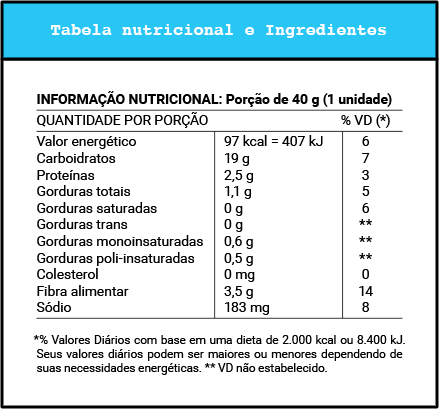 Tabela nutricional e Ingredientes
INFORMAÇÃO NUTRICIONAL: Porção de 40 g (1 unidade)
QUANTIDADE POR PORÇÃO % VD (*)
Valor energético 97 kcal = 407 kJ 6
Carboidratos 19 g 7
Proteínas 2,5 g 3
Gorduras totais 1,1 g 5
Gorduras saturadas 0 g 6
Gorduras trans 0 g **
Gorduras monoinsaturadas 0,6 g **
Gorduras poli-insaturadas 0,5 g **
Colesterol 0 mg 0
Fibra alimentar 3,5 g 14
Sódio 183 mg 8
*% Valores Diários com base em uma dieta de 2.000 kcal ou 8.400 kJ.
Seus valores diários podem ser maiores ou menores dependendo de
suas necessidades energéticas. ** VD não estabelecido.